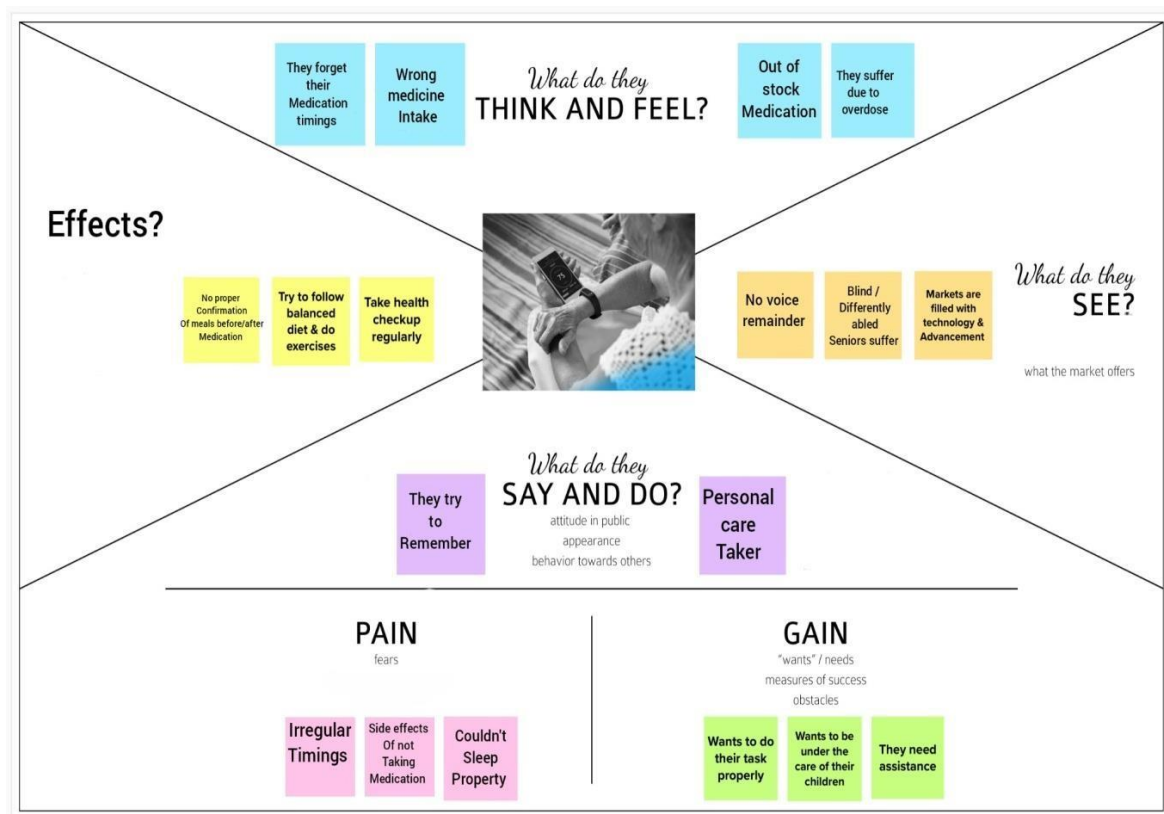 They forget
their
Medication
timings
Wrong
medicine
Intake
What do they
THINK AND FEEL?
Out of
stock
Medication
They suffer
due to
overdose
Effects?
No proper
Confirmation
Of meals before/after
Medication
Try to follow
balanced
diet & do
exercises
Take health
checkup
regularly
No voice
remainder
Blind /
Differently
abled
Seniors suffer
Markets are
filled with
technology &
Advancement
What do they
SEE?
what the market offers
They try
to
Remember
What do they
SAY AND DO?
attitude in public
appearance
behavior towards others
Personal
care
Taker
PAIN
fears
Irregular
Timings
Side effects
Of not
Taking
Medication
Couldn't
Sleep
Property
GAIN
"wants" / needs
measures of success
obstacles
Wants to do
their task
properly
Wants to be
under the
care of their
children
They need
assistance